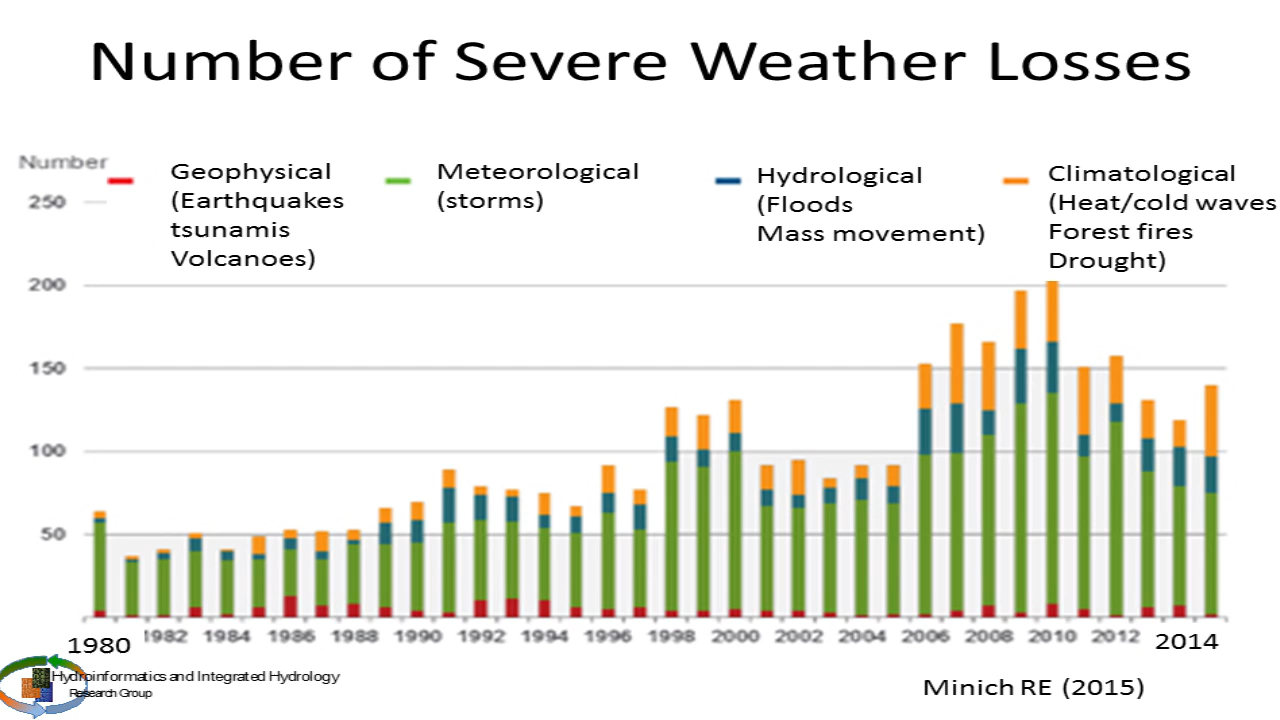 Number of Severe Weather Losses
Number
Geophysical
(Earthquakes
tsunamis
Volcanoes)
Meteorological
(storms)
Hydrological
(Floods
Mass movement)
Climatological
(Heat/cold waves
Forest fires
Drought)
250
200
150
100
50
1980 1982 1984 1986 1988 1990 1992 1994 1996 1998 2000 2002 2004 2006 2008 2010 2012 2014
Hydroinformatics and Integrated Hydrology
Research Group
Minich RE (2015)